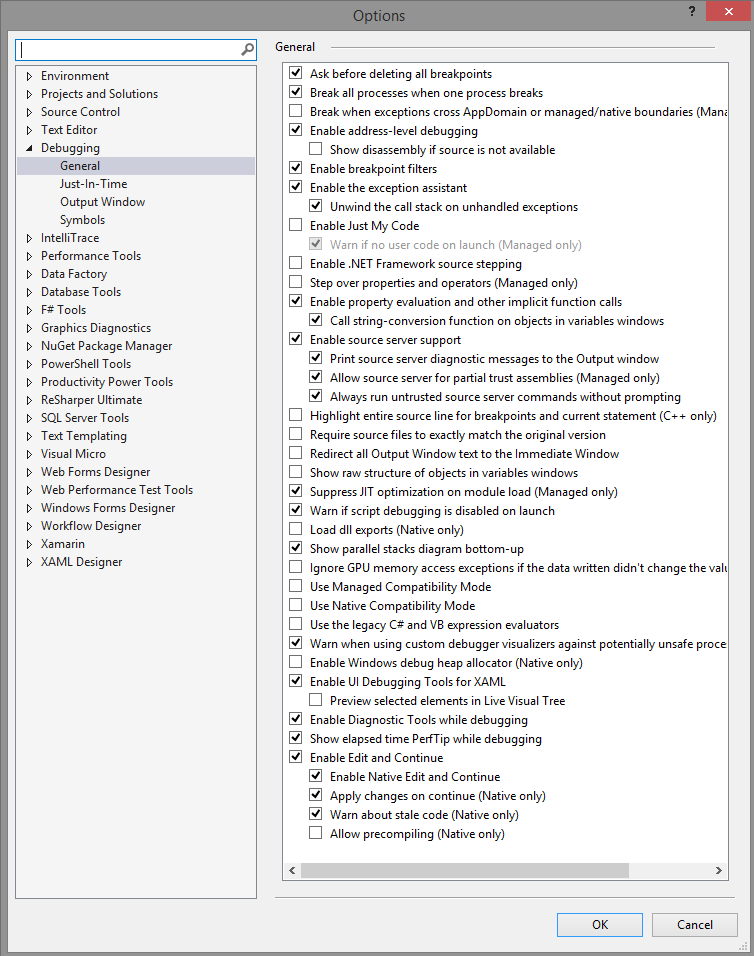 Options
?
General
Environment
Projects and Solutions
Source Control
Text Editor
Debugging
General
Just-In-Time
Output Window
Symbols
IntelliTrace
Performance Tools
Data Factory
Database Tools
F# Tools
Graphics Diagnostics
NuGet Package Manager
PowerShell Tools
Productivity Power Tools
ReSharper Ultimate
SQL Server Tools
Text Templating
Visual Micro
Web Forms Designer
Web Performance Test Tools
Windows Forms Designer
Workflow Designer
Xamarin
XAML Designer
Ask before deleting all breakpoints
Break all processes when one process breaks
Break when exceptions cross AppDomain or managed/native boundaries (Mana
Enable address-level debugging
Show disassembly if source is not available
Enable breakpoint filters
Enable the exception assistant
Unwind the call stack on unhandled exceptions
Enable Just My Code
Warn if no user code on launch (Managed only)
Enable .NET Framework source stepping
Step over properties and operators (Managed only)
Enable property evaluation and other implicit function calls
Call string-conversion function on objects in variables windows
Enable source server support
Print source server diagnostic messages to the Output window
Allow source server for partial trust assemblies (Managed only)
Always run untrusted source server commands without prompting
Highlight entire source line for breakpoints and current statement (C++ only)
Require source files to exactly match the original version
Redirect all Output Window text to the Immediate Window
Show raw structure of objects in variables windows
Suppress JIT optimization on module load (Managed only)
Warn if script debugging is disabled on launch
Load dll exports (Native only)
Show parallel stacks diagram bottom-up
Ignore GPU memory access exceptions if the data written didn't change the valu
Use Managed Compatibility Mode
Use Native Compatibility Mode
Use the legacy C# and VB expression evaluators
Warn when using custom debugger visualizers against potentially unsafe proce
Enable Windows debug heap allocator (Native only)
Enable UI Debugging Tools for XAML
Preview selected elements in Live Visual Tree
Enable Diagnostic Tools while debugging
Show elapsed time PerfTip while debugging
Enable Edit and Continue
Enable Native Edit and Continue
Apply changes on continue (Native only)
Warn about stale code (Native only)
Allow precompiling (Native only)
OK
Cancel